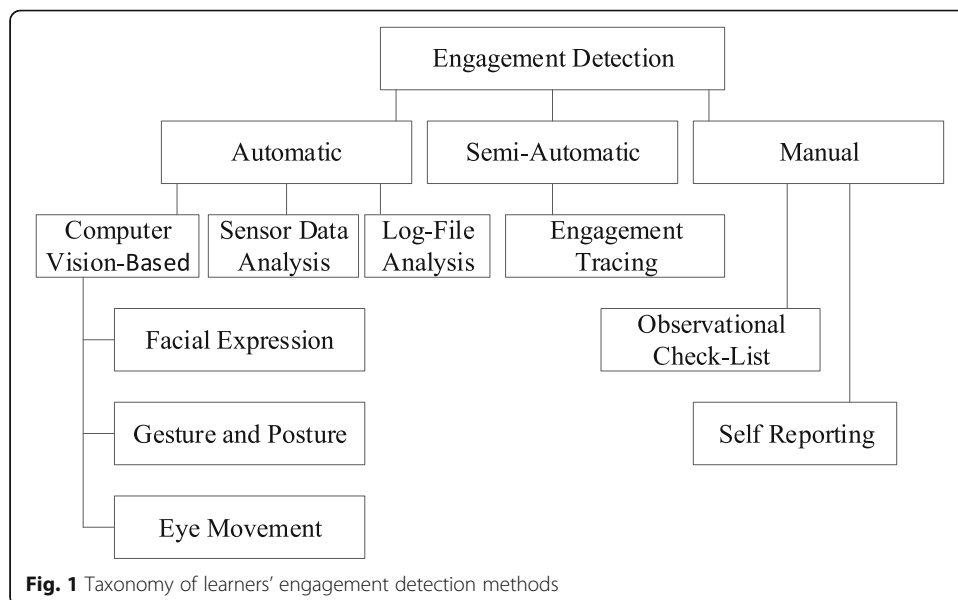 Engagement Detection
Automatic
Semi-Automatic
Manual
Computer
Vision-Based
Sensor Data
Analysis
Log-File
Analysis
Engagement
Tracing
Observational
Check-List
Facial Expression
Gesture and Posture
Self Reporting
Eye Movement
Fig. 1 Taxonomy of learners’ engagement detection methods